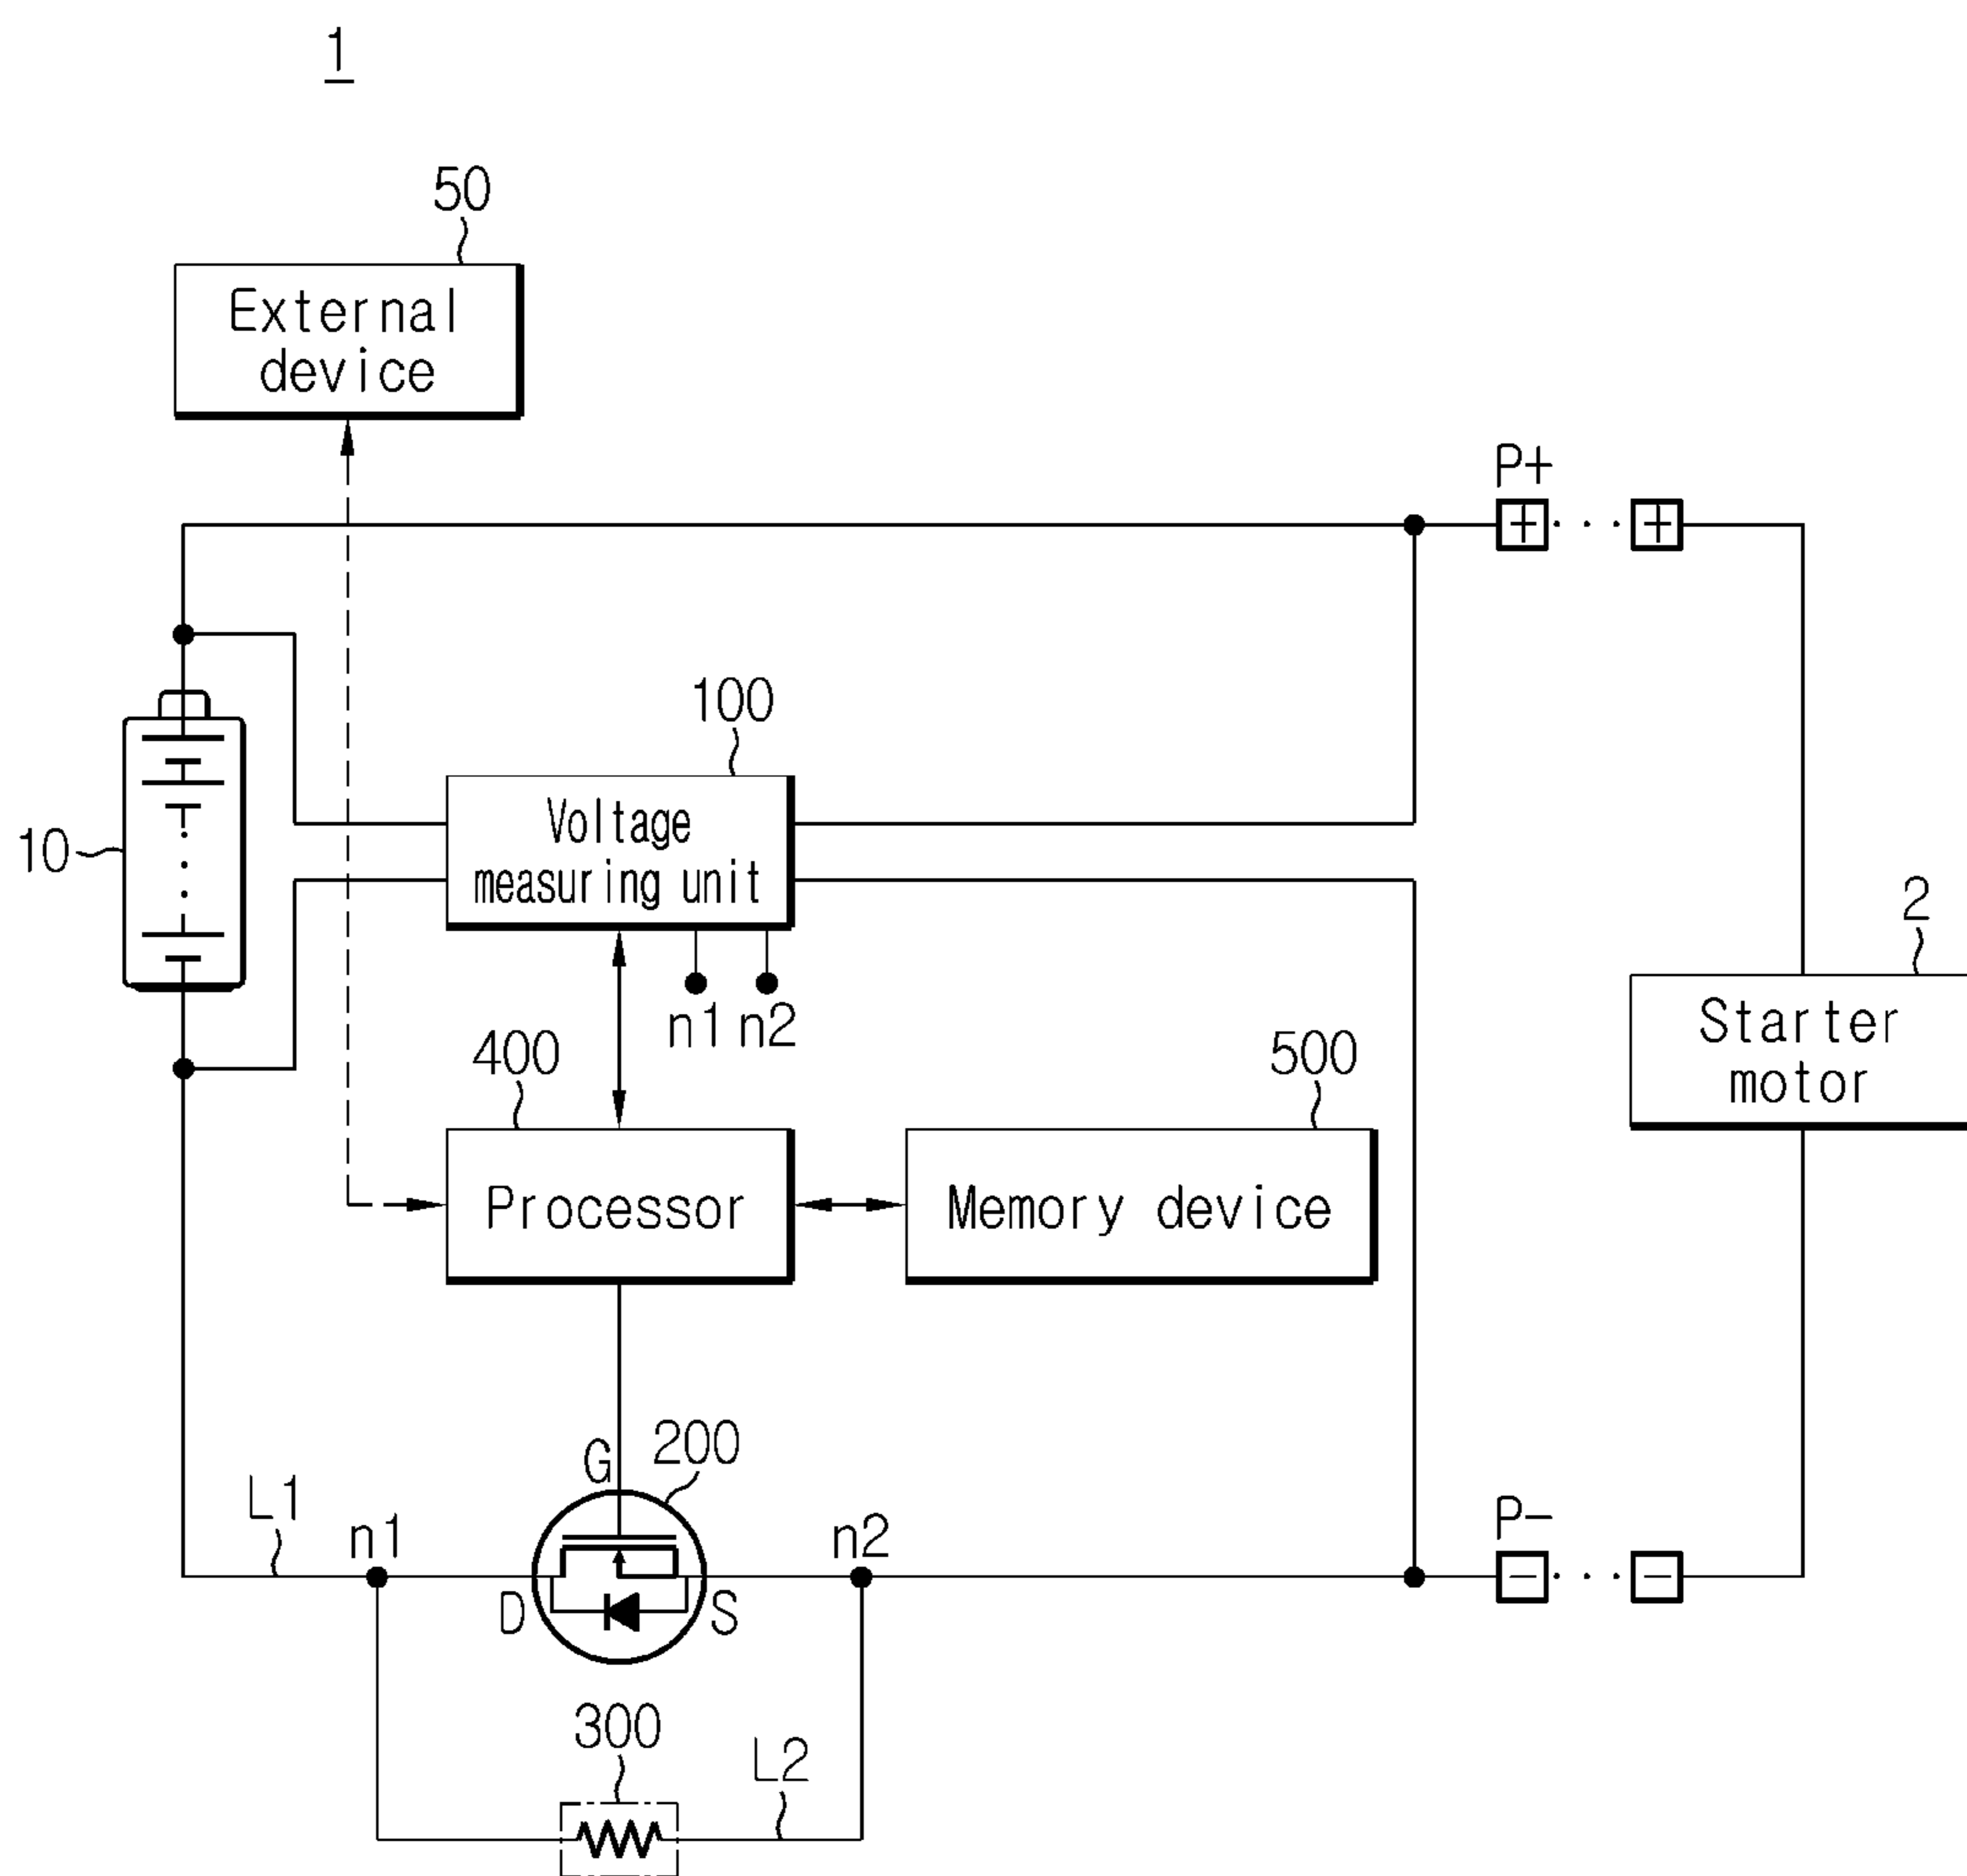 1
50
External
device
P+
+ · · · +
100
10
Voltage
measuring unit
2
n1 n2
Starter
motor
400
500
Processor
Memory device
G
200
L1
n1
n2
P-
D
S
- · · · -
300
L2